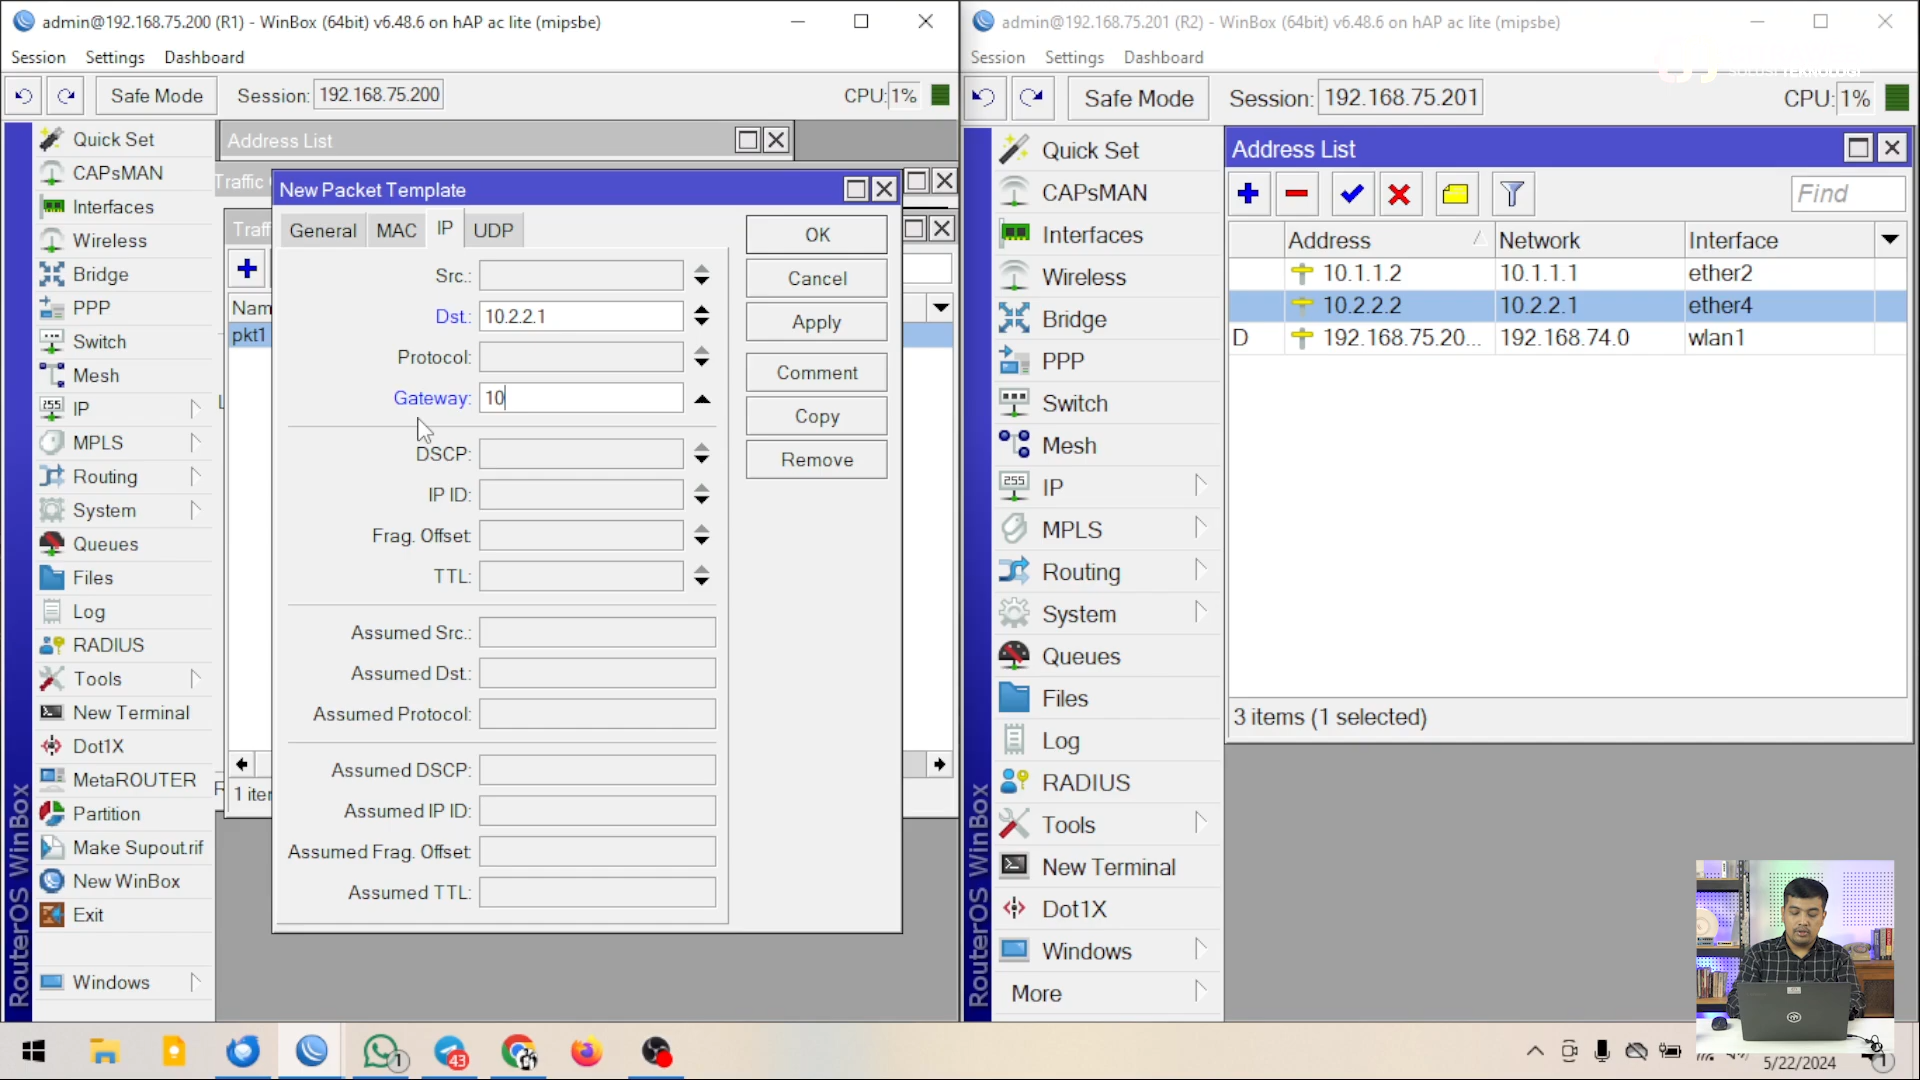 admin@192.168.75.200 (R1) - WinBox (64bit) v6.48.6 on hAP ac lite (mipsbe)
Session Settings Dashboard
Safe Mode Session: 192.168.75.200 CPU: 1%
Quick Set
CAPsMAN
Interfaces
Wireless
Bridge
PPP
Switch
Mesh
IP
MPLS
Routing
System
Queues
Files
Log
RADIUS
Tools
New Terminal
Dot1X
MetaROUTER
Partition
Make Supout.rif
New WinBox
Exit
Windows
RouterOS WinBox
Address List
Traffic
Traff
Nam
pkt1
1 iter
New Packet Template
General MAC IP UDP
Src.:
Dst.: 10.2.2.1
Protocol:
Gateway: 10
DSCP:
IP ID:
Frag. Offset:
TTL:
Assumed Src.:
Assumed Dst.:
Assumed Protocol:
Assumed DSCP:
Assumed IP ID:
Assumed Frag. Offset:
Assumed TTL:
OK
Cancel
Apply
Comment
Copy
Remove
admin@192.168.75.201 (R2) - WinBox (64bit) v6.48.6 on hAP ac lite (mipsbe)
Session Settings Dashboard
Safe Mode Session: 192.168.75.201 CPU: 1%
Quick Set
CAPsMAN
Interfaces
Wireless
Bridge
PPP
Switch
Mesh
IP
MPLS
Routing
System
Queues
Files
Log
RADIUS
Tools
New Terminal
Dot1X
Windows
More
RouterOS WinBox
Address List
Find
Address Network Interface
10.1.1.2 10.1.1.1 ether2
10.2.2.2 10.2.2.1 ether4
D 192.168.75.20... 192.168.74.0 wlan1
3 items (1 selected)
1
43
5/22/2024
1